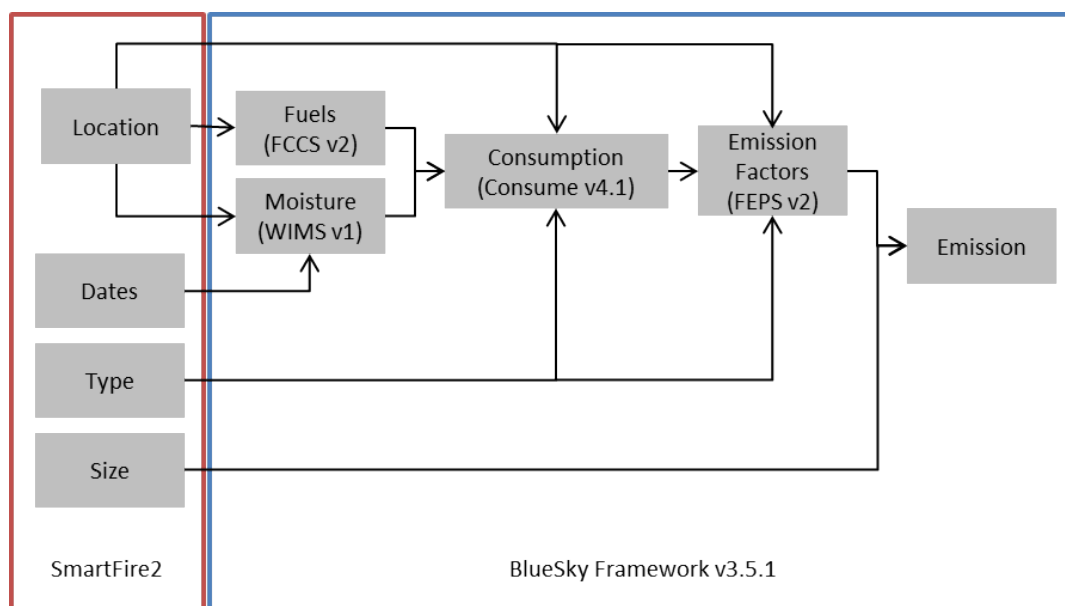 Location
Dates
Type
Size
SmartFire2
Fuels
(FCCS v2)
Moisture
(WIMS v1)
Consumption
(Consume v4.1)
Emission
Factors
(FEPS v2)
Emission
BlueSky Framework v3.5.1